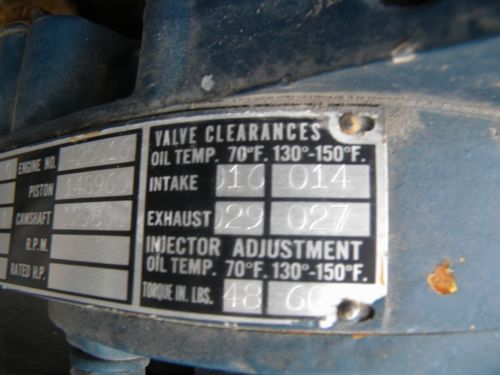 VALVE CLEARANCES
ENGINE NO. OIL TEMP. 70°F. 130°-150°F.
PISTON 143960 INTAKE 016 014
CAMSHAFT EXHAUST 029 027
R.P.M. INJECTOR ADJUSTMENT
RATED H.P. OIL TEMP. 70°F. 130°-150°F.
TORQUE IN. LBS. 48 60